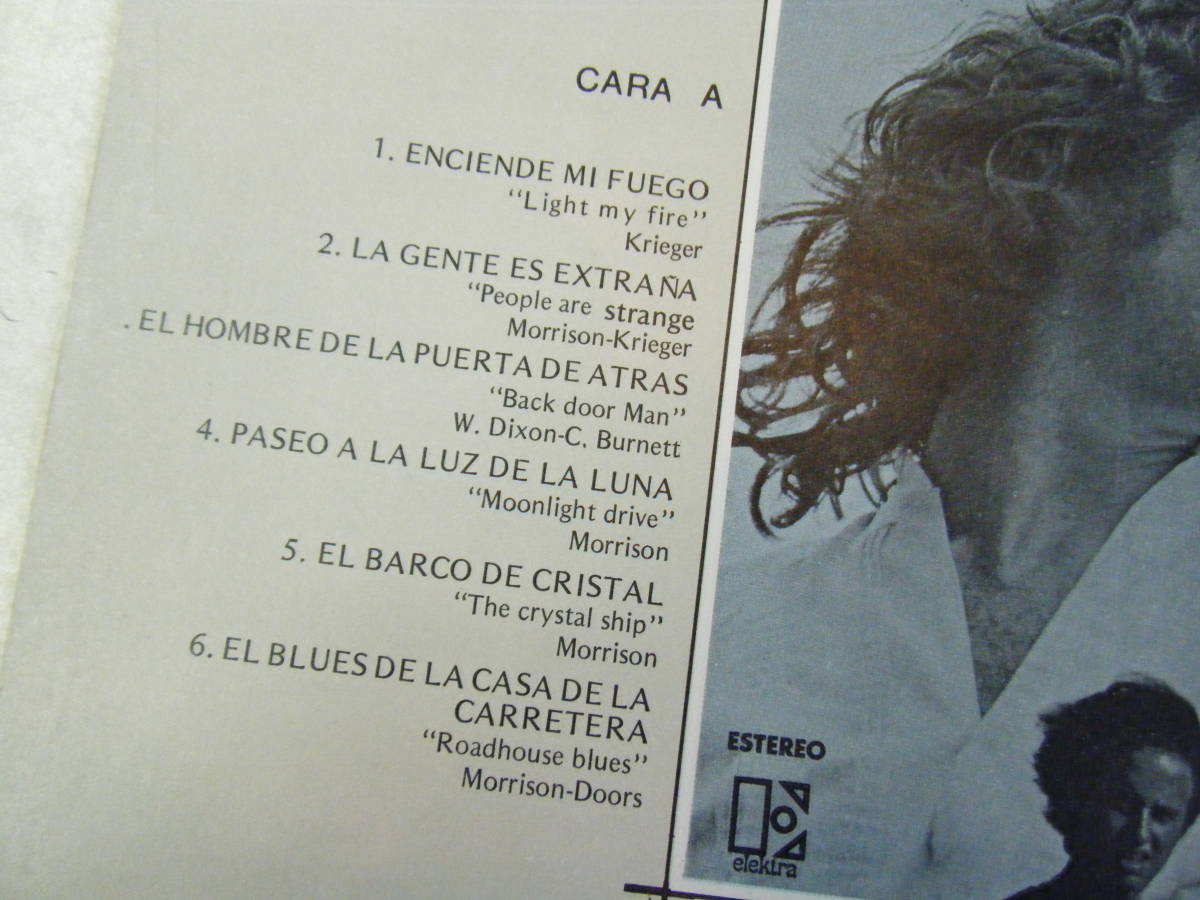 CARA A
1. ENCIENDE MI FUEGO
"Light my fire"
Krieger
2. LA GENTE ES EXTRAÑA
"People are strange
Morrison-Krieger
. EL HOMBRE DE LA PUERTA DE ATRAS
"Back door Man"
W. Dixon-C. Burnett
4. PASEO A LA LUZ DE LA LUNA
"Moonlight drive"
Morrison
5. EL BARCO DE CRISTAL
"The crystal ship"
Morrison
6. EL BLUES DE LA CASA DE LA
CARRETERA
"Roadhouse blues"
Morrison-Doors
ESTEREO
elektra